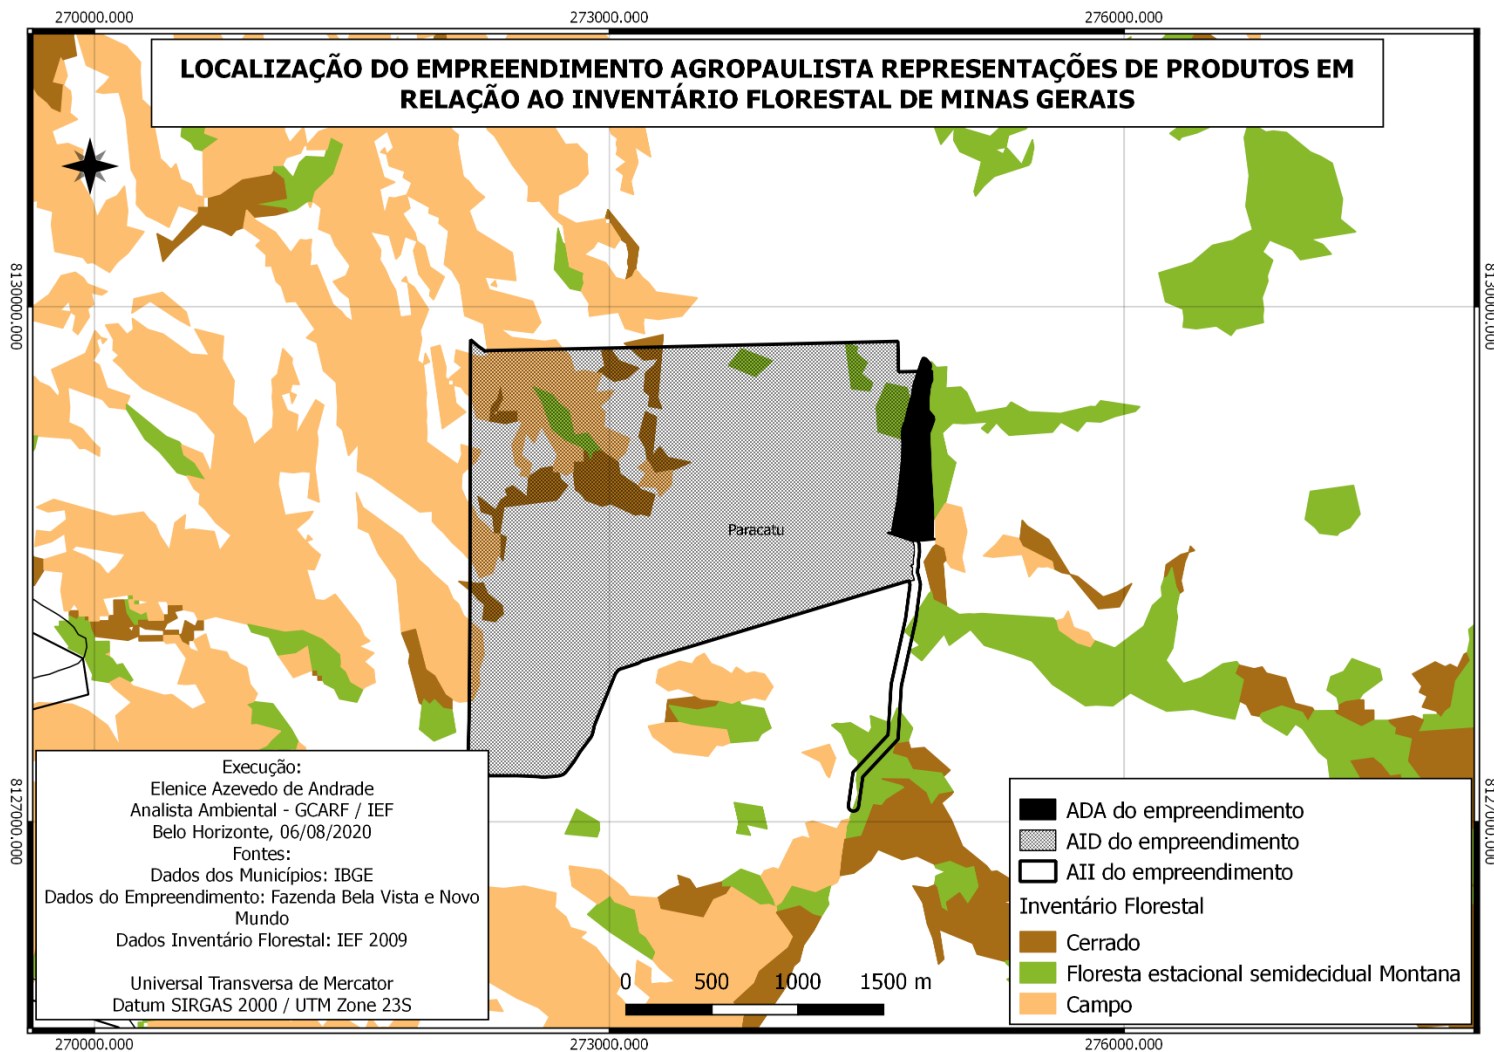 270000.000
273000.000
276000.000
LOCALIZAÇÃO DO EMPREENDIMENTO AGROPAULISTA REPRESENTAÇÕES DE PRODUTOS EM
RELAÇÃO AO INVENTÁRIO FLORESTAL DE MINAS GERAIS
8130000.000
8130000.000
Paracatu
8127000.000
8127000.000
Execução:
Elenice Azevedo de Andrade
Analista Ambiental - GCARF / IEF
Belo Horizonte, 06/08/2020
Fontes:
Dados dos Municípios: IBGE
Dados do Empreendimento: Fazenda Bela Vista e Novo
Mundo
Dados Inventário Florestal: IEF 2009
Universal Transversa de Mercator
Datum SIRGAS 2000 / UTM Zone 23S
0 500 1000 1500 m
ADA do empreendimento
AID do empreendimento
AII do empreendimento
Inventário Florestal
Cerrado
Floresta estacional semidecidual Montana
Campo
270000.000
273000.000
276000.000